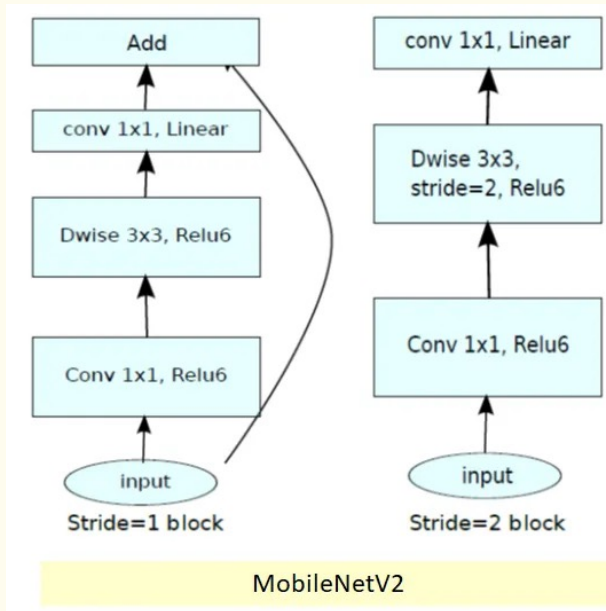 Add
conv 1x1, Linear
Dwise 3x3, Relu6
Conv 1x1, Relu6
input
Stride=1 block
conv 1x1, Linear
Dwise 3x3,
stride=2, Relu6
Conv 1x1, Relu6
input
Stride=2 block
MobileNetV2